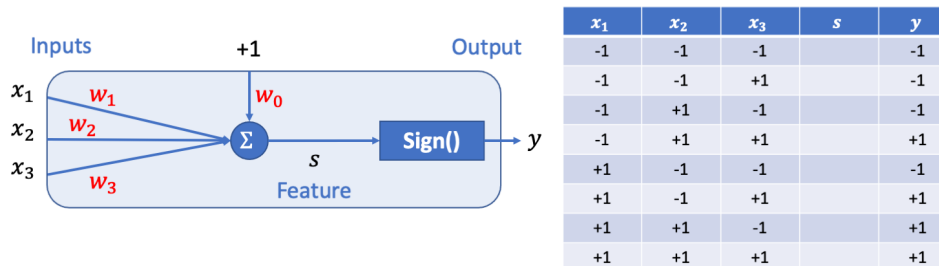 Inputs
+1
Output
x₁
w₁
w₀
x₂
w₂
Σ
Sign()
y
x₃
w₃
s
Feature
x₁ x₂ x₃ s y
-1 -1 -1 -1
-1 -1 +1 -1
-1 +1 -1 -1
-1 +1 +1 +1
+1 -1 -1 -1
+1 -1 +1 +1
+1 +1 -1 +1
+1 +1 +1 +1